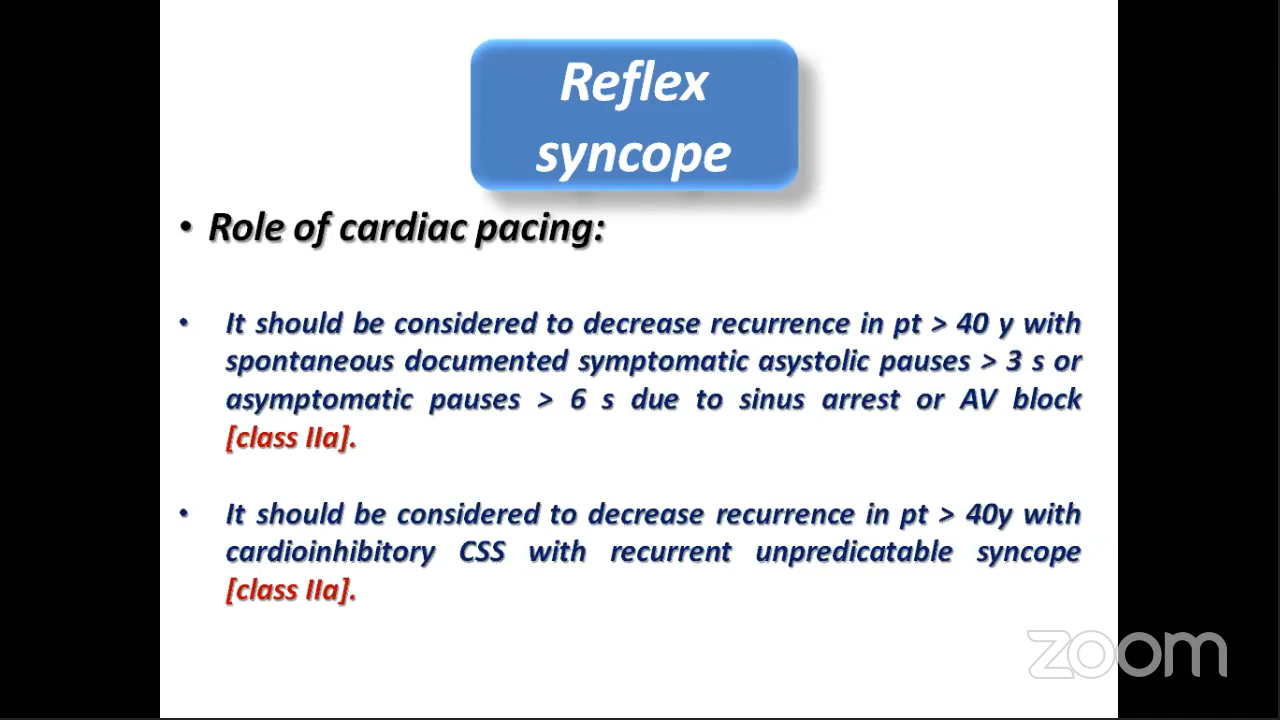 Reflex
syncope
• Role of cardiac pacing:
• It should be considered to decrease recurrence in pt > 40 y with
spontaneous documented symptomatic asystolic pauses > 3 s or
asymptomatic pauses > 6 s due to sinus arrest or AV block
[class IIa].
• It should be considered to decrease recurrence in pt > 40y with
cardioinhibitory CSS with recurrent unpredicatable syncope
[class IIa].
zoom